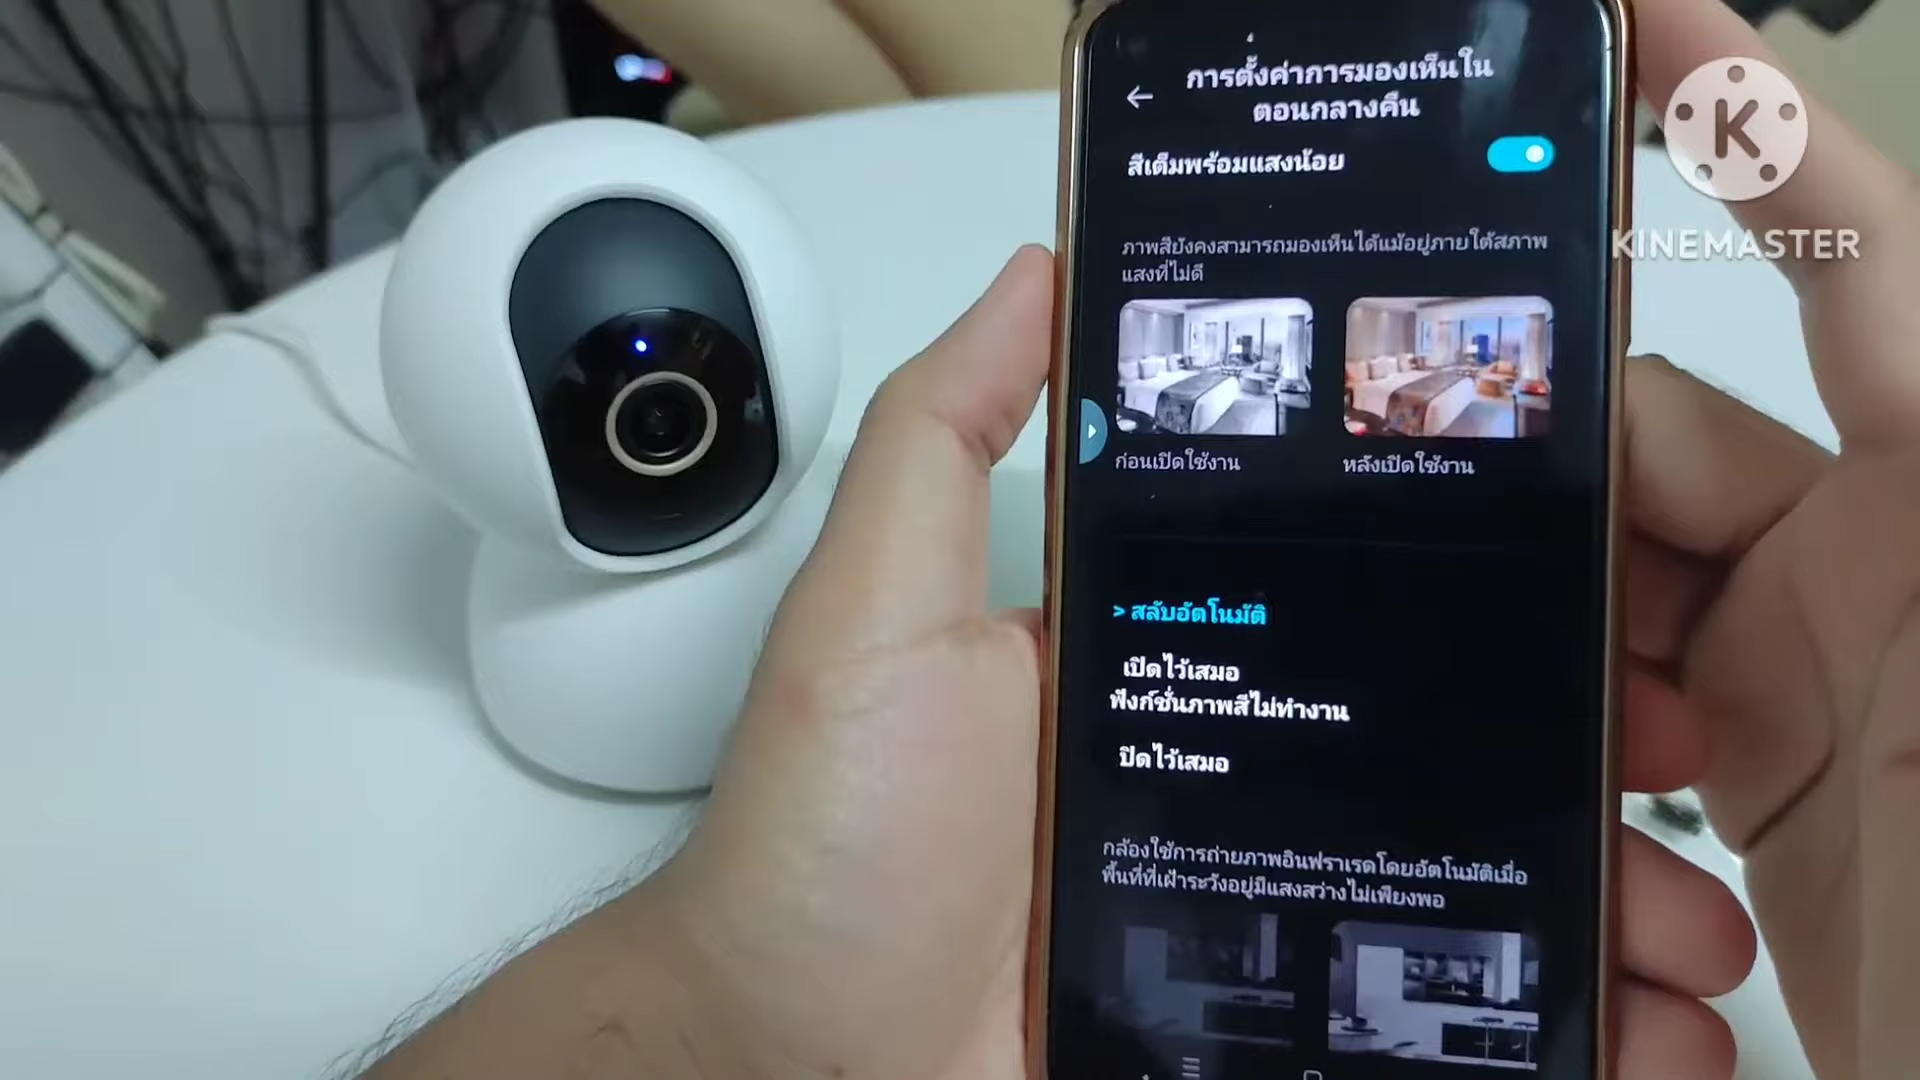 การตั้งค่าการมองเห็นใน
ตอนกลางคืน
สีเต็มพร้อมแสงน้อย
K
KINEMASTER
ภาพสียังคงสามารถมองเห็นได้แม้อยู่ภายใต้สภาพ
แสงที่ไม่ดี
ก่อนเปิดใช้งาน
หลังเปิดใช้งาน
> สลับอัตโนมัติ
เปิดไว้เสมอ
ฟังก์ชั่นภาพสีไม่ทำงาน
ปิดไว้เสมอ
กล้องใช้การถ่ายภาพอินฟราเรดโดยอัตโนมัติเมื่อ
พื้นที่ที่เฝ้าระวังอยู่มีแสงสว่างไม่เพียงพอ